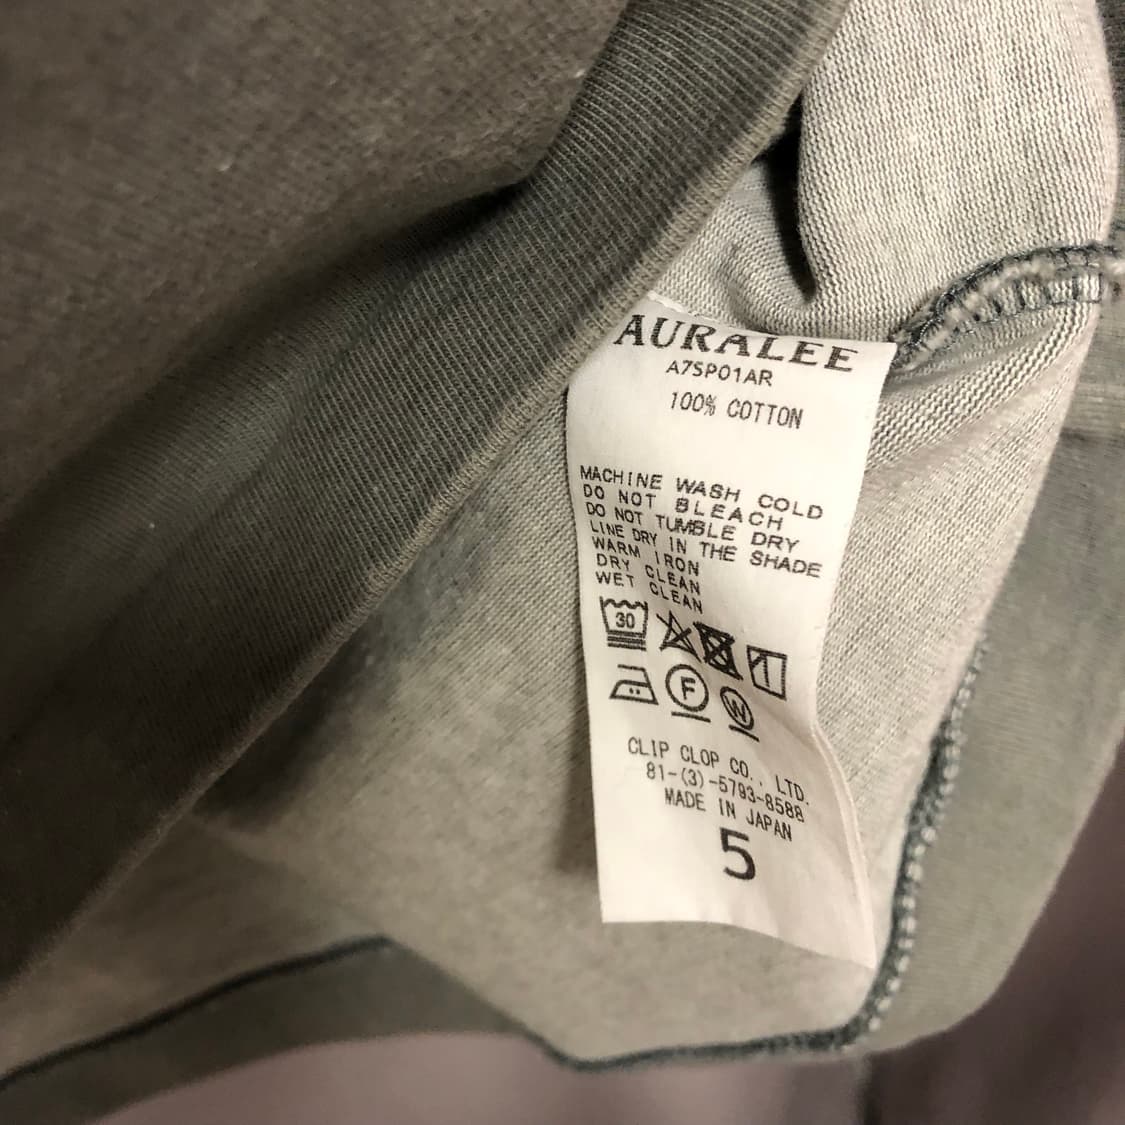 AURALEE
A7SP01AR
100% COTTON
MACHINE WASH COLD
DO NOT BLEACH
DO NOT TUMBLE DRY
LINE DRY IN THE SHADE
WARM IRON
DRY CLEAN
WET CLEAN
30
F W
CLIP CLOP CO., LTD.
81-(3)-5793-8588
MADE IN JAPAN
5